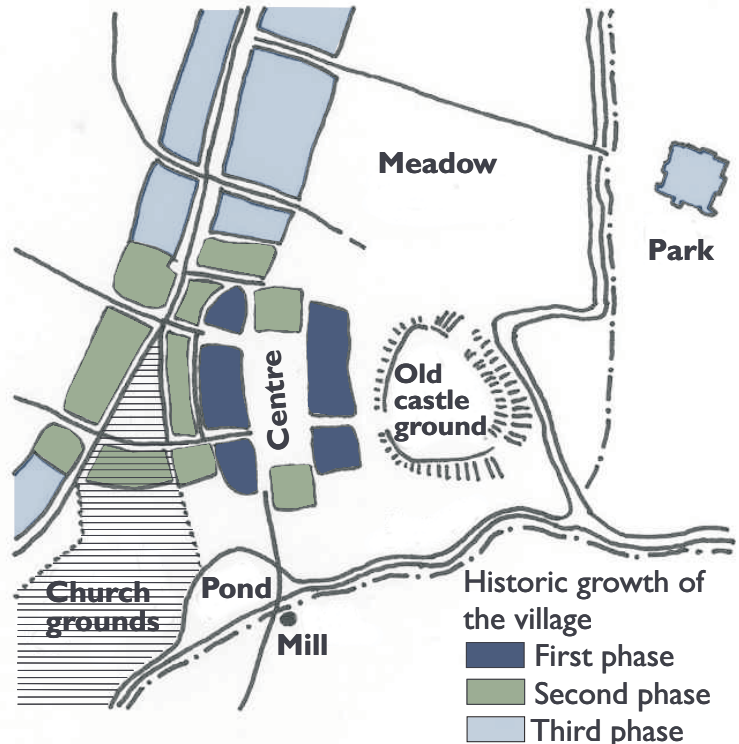 Meadow
Park
Centre
Old
castle
ground
Church
grounds
Pond
Mill
Historic growth of
the village
First phase
Second phase
Third phase